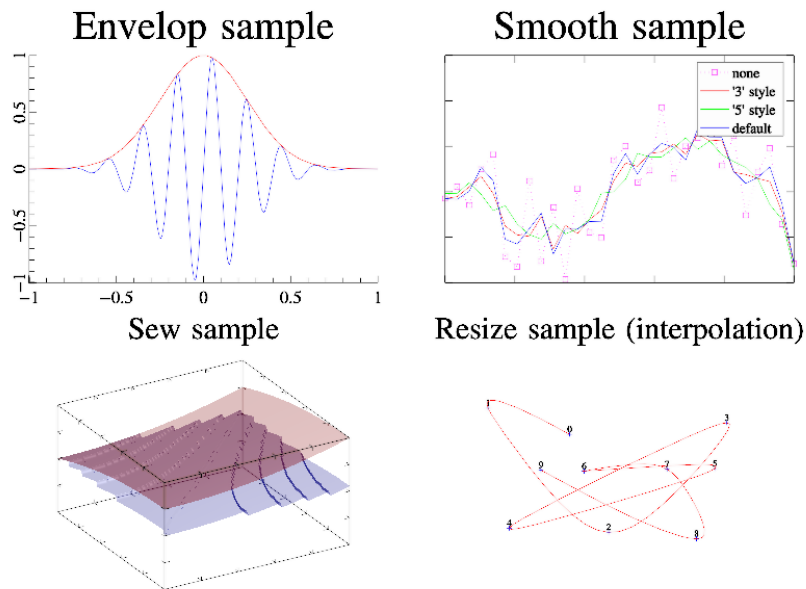 Envelop sample
Smooth sample
1
0.5
0
−0.5
−1
−1
−0.5
0
0.5
1
none
'3' style
'5' style
default
Sew sample
Resize sample (interpolation)
1
0
3
9
6
7
5
4
2
8